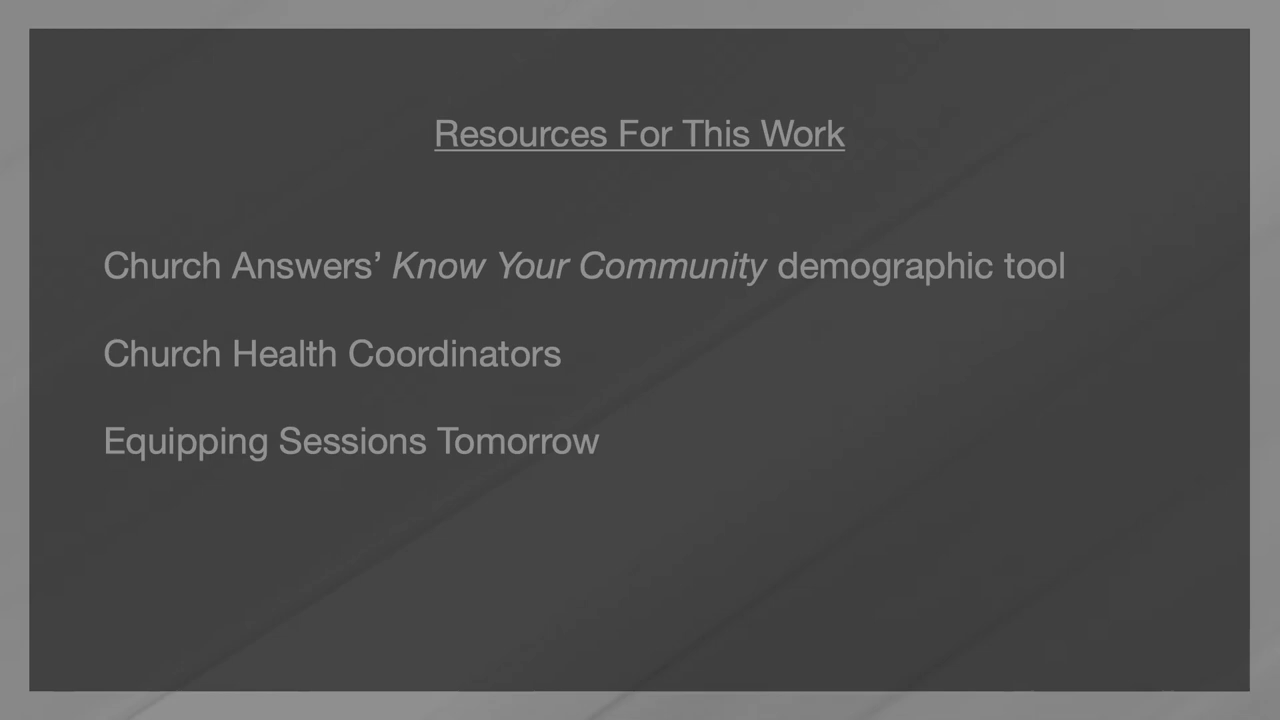 Resources For This Work
Church Answers’ Know Your Community demographic tool
Church Health Coordinators
Equipping Sessions Tomorrow